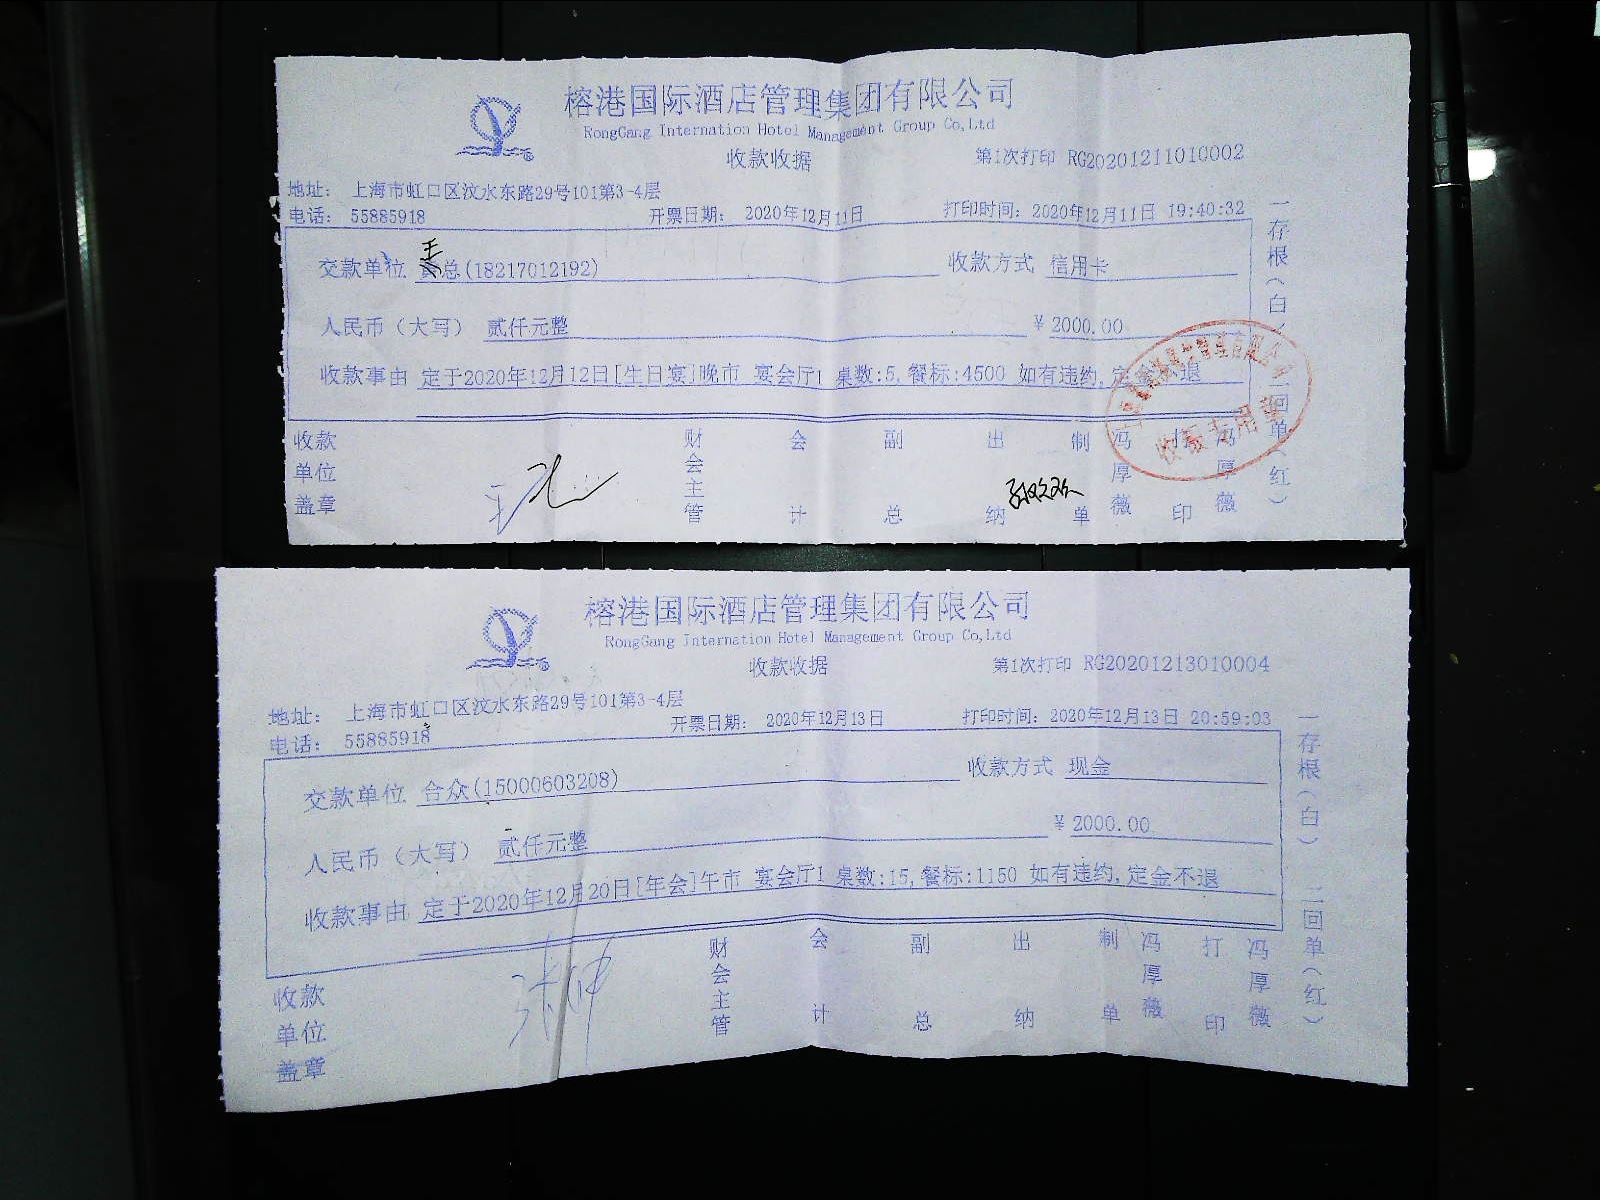 榕港国际酒店管理集团有限公司
RongGang Internation Hotel Management Group Co,Ltd
收款收据
第1次打印 RG20201211010002
地址： 上海市虹口区汶水东路29号101第3-4层
电话： 55885918
开票日期： 2020年12月11日
打印时间：2020年12月11日 19:40:32
交款单位 王总(18217012192)
收款方式 信用卡
人民币（大写） 贰仟元整
￥ 2000.00
收款事由 定于2020年12月12日[生日宴]晚市 宴会厅1 桌数:5,餐标:4500 如有违约,定金不退
收款单位盖章
财会主管 会计 副总 出纳 制单 冯厚薇 打印 冯厚薇
一存根（白） 二回单（红）
收款专用章
榕港国际酒店管理集团有限公司
RongGang Internation Hotel Management Group Co,Ltd
收款收据
第1次打印 RG20201213010004
地址： 上海市虹口区汶水东路29号101第3-4层
电话： 55885918
开票日期： 2020年12月13日
打印时间：2020年12月13日 20:59:03
交款单位 合众(15000603208)
收款方式 现金
人民币（大写） 贰仟元整
￥ 2000.00
收款事由 定于2020年12月20日[年会]午市 宴会厅1 桌数:15,餐标:1150 如有违约,定金不退
收款单位盖章
财会主管 会计 副总 出纳 制单 冯厚薇 打印 冯厚薇
一存根（白） 二回单（红）